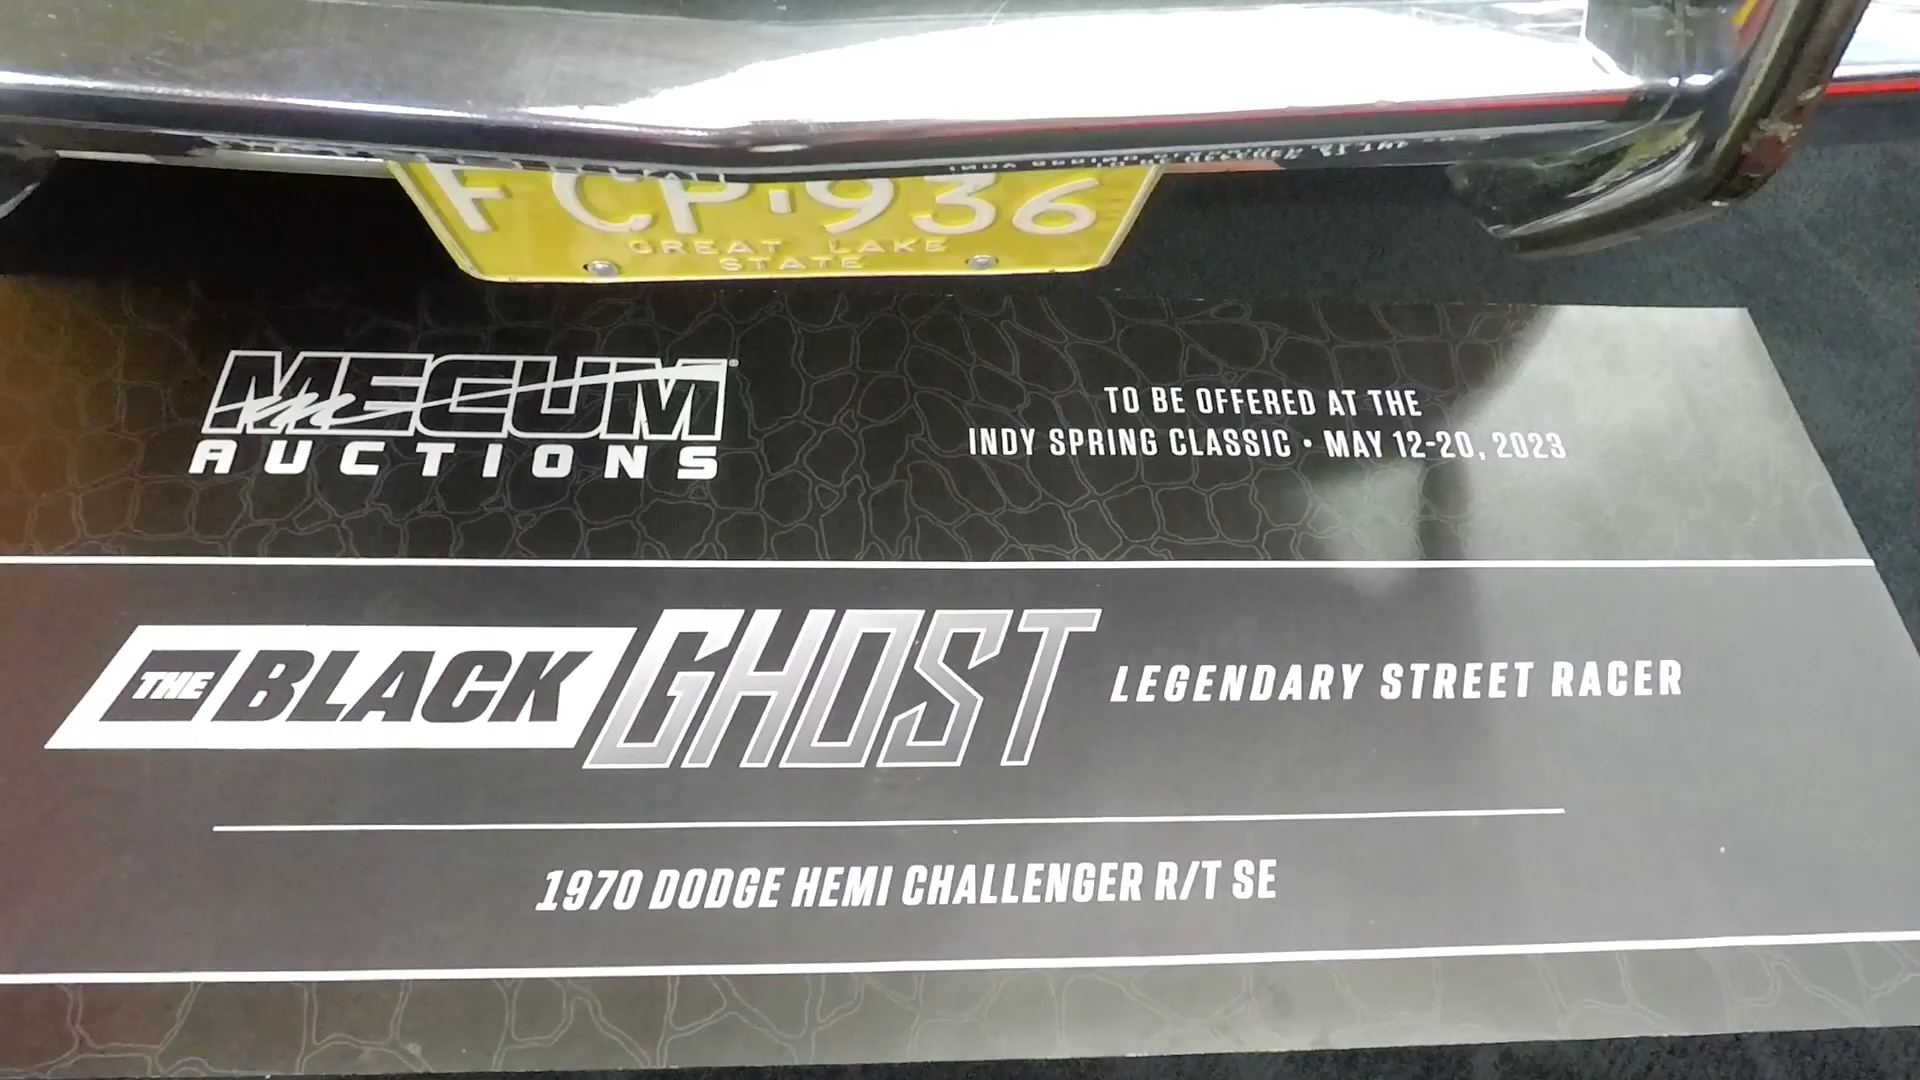 FCP·936
GREAT LAKE
STATE
MECUM
AUCTIONS
TO BE OFFERED AT THE
INDY SPRING CLASSIC • MAY 12-20, 2023
THE BLACK GHOST LEGENDARY STREET RACER
1970 DODGE HEMI CHALLENGER R/T SE